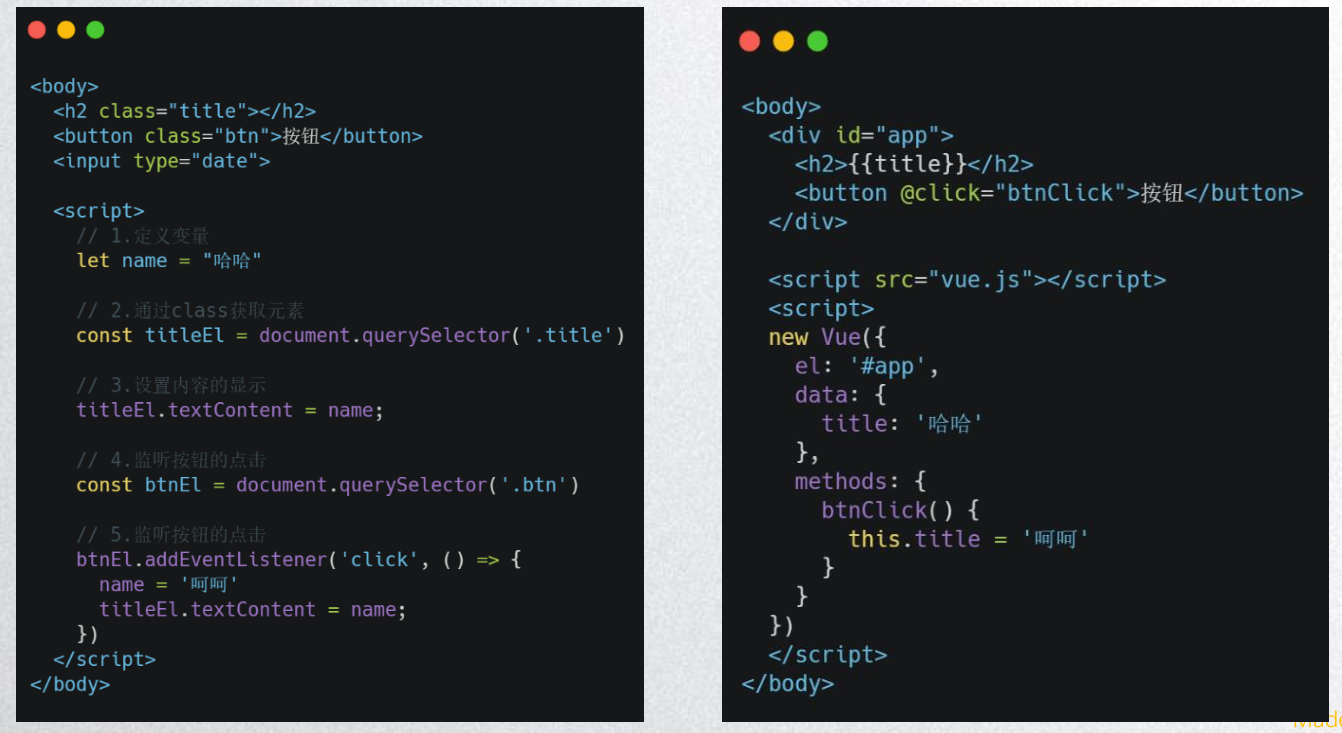 <body>
  <h2 class="title"></h2>
  <button class="btn">按钮</button>
  <input type="date">

  <script>
    // 1.定义变量
    let name = "哈哈"

    // 2.通过class获取元素
    const titleEl = document.querySelector('.title')

    // 3.设置内容的显示
    titleEl.textContent = name;

    // 4.监听按钮的点击
    const btnEl = document.querySelector('.btn')

    // 5.监听按钮的点击
    btnEl.addEventListener('click', () => {
      name = '呵呵'
      titleEl.textContent = name;
    })
  </script>
</body>
<body>
  <div id="app">
    <h2>{{title}}</h2>
    <button @click="btnClick">按钮</button>
  </div>

  <script src="vue.js"></script>
  <script>
  new Vue({
    el: '#app',
    data: {
      title: '哈哈'
    },
    methods: {
      btnClick() {
        this.title = '呵呵'
      }
    }
  })
  </script>
</body>